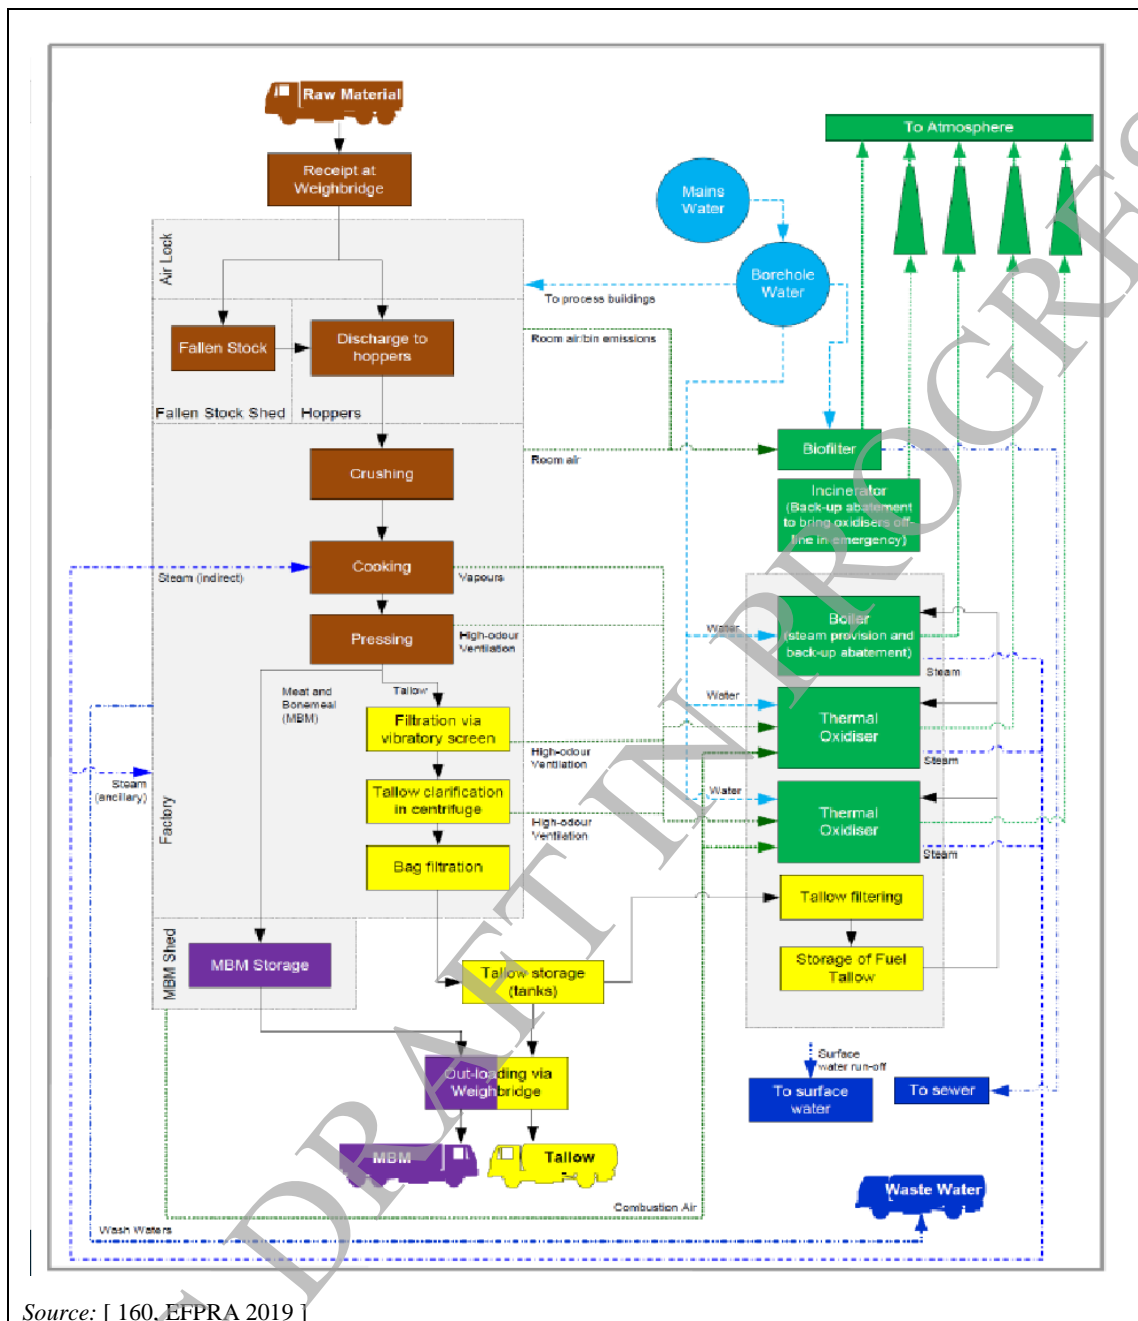 Raw Material
Receipt at
Weighbridge
Air Lock
Fallen Stock
Discharge to
hoppers
Fallen Stock Shed
Hoppers
Mains
Water
Borehole
Water
To process buildings
Room air/bin emissions
Room air
To Atmosphere
Crushing
Cooking
Steam (indirect)
Vapours
Pressing
High-odour
Ventilation
Meat and
Bonemeal
(MBM)
Tallow
Filtration via
vibratory screen
High-odour
Ventilation
Tallow clarification
in centrifuge
High-odour
Ventilation
Bag filtration
Steam
(ancillary)
Factory
Biofilter
Incinerator
(Back-up abatement
to bring oxidisers off-
line in emergency)
Water
Boiler
(steam provision and
back-up abatement)
Steam
Water
Thermal
Oxidiser
Steam
Water
Thermal
Oxidiser
Steam
Tallow filtering
Storage of Fuel
Tallow
MBM Shed
MBM Storage
Tallow storage
(tanks)
Out-loading via
Weighbridge
MBM
Tallow
Surface
water run-off
To surface
water
To sewer
Waste Water
Combustion Air
Wash Waters
DRAFT IN PROGRES
Source: [ 160, EFPRA 2019 ]